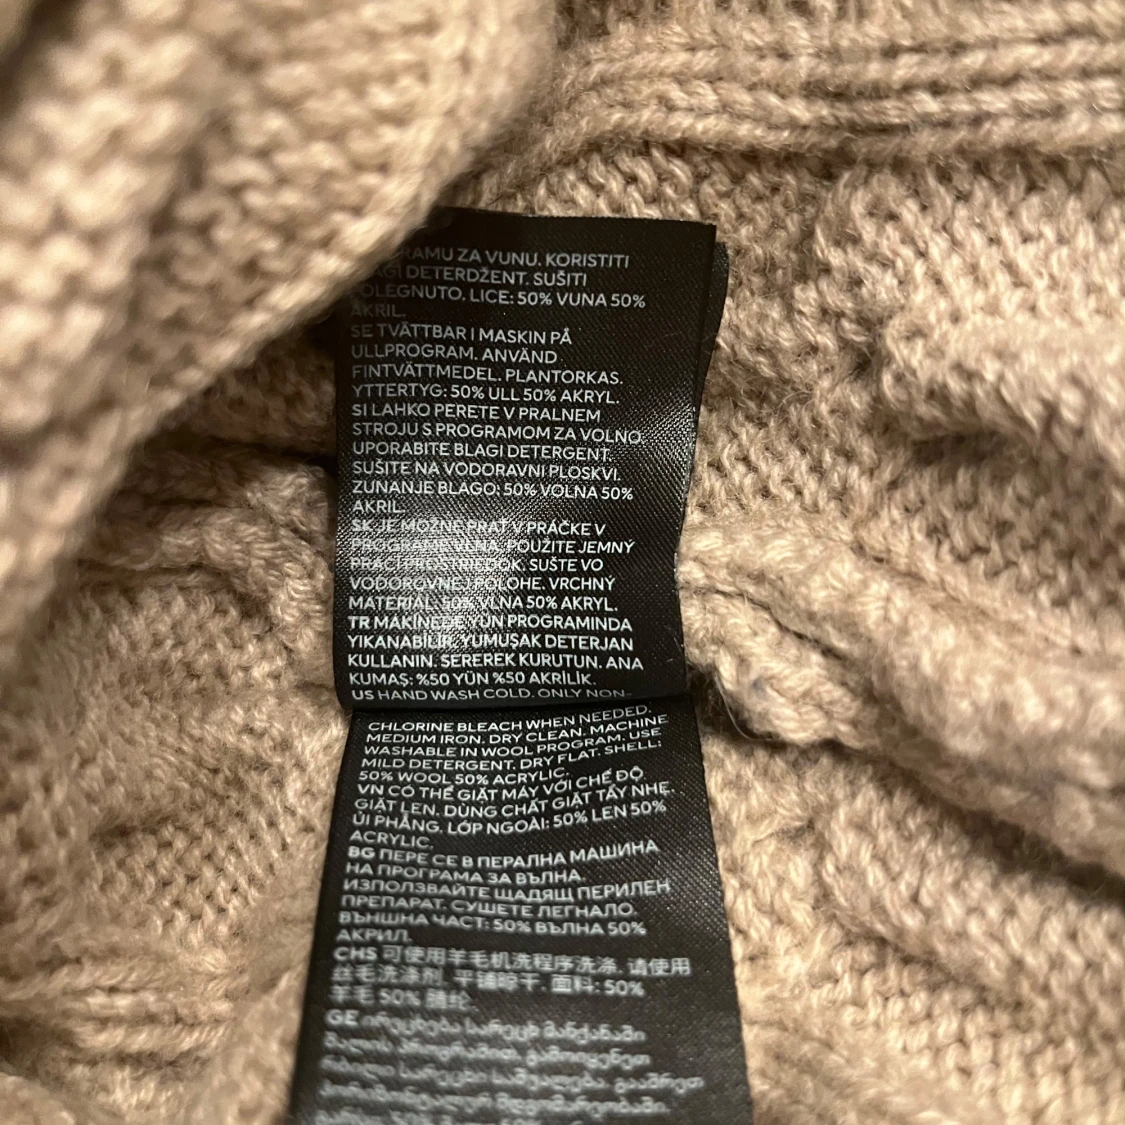 RAMU ZA VUNU. KORISTITI
AGI DETERDŽENT. SUŠITI
OLEGNUTO. LICE: 50% VUNA 50%
AKRIL.
SE TVÄTTBAR I MASKIN PÅ
ULLPROGRAM. ANVÄND
FINTVÄTTMEDEL. PLANTORKAS.
YTTERTYG: 50% ULL 50% AKRYL.
SI LAHKO PERETE V PRALNEM
STROJU S PROGRAMOM ZA VOLNO.
UPORABITE BLAGI DETERGENT.
SUŠITE NA VODORAVNI PLOSKVI.
ZUNANJE BLAGO: 50% VOLNA 50%
AKRIL.
SK JE MOŽNÉ PRAŤ V PRÁČKE V
PROGRAME VLNA. POUŽITE JEMNÝ
PRACÍ PROSTRIEDOK. SUŠTE VO
VODOROVNEJ POLOHE. VRCHNÝ
MATERIÁL: 50% VLNA 50% AKRYL.
TR MAKİNEDE YÜN PROGRAMINDA
YIKANABİLİR. YUMUŞAK DETERJAN
KULLANIN. SEREREK KURUTUN. ANA
KUMAŞ: %50 YÜN %50 AKRİLİK.
US HAND WASH COLD. ONLY NON-
CHLORINE BLEACH WHEN NEEDED.
MEDIUM IRON. DRY CLEAN. MACHINE
WASHABLE IN WOOL PROGRAM. USE
MILD DETERGENT. DRY FLAT. SHELL:
50% WOOL 50% ACRYLIC.
VN CÓ THỂ GIẶT MÁY VỚI CHẾ ĐỘ
GIẶT LEN. DÙNG CHẤT GIẶT TẨY NHẸ.
ỦI PHẲNG. LỚP NGOÀI: 50% LEN 50%
ACRYLIC.
BG ПЕРЕ СЕ В ПЕРАЛНА МАШИНА
НА ПРОГРАМА ЗА ВЪЛНА.
ИЗПОЛЗВАЙТЕ ЩАДЯЩ ПЕРИЛЕН
ПРЕПАРАТ. СУШЕТЕ ЛЕГНАЛО.
ВЪНШНА ЧАСТ: 50% ВЪЛНА 50%
АКРИЛ.
CHS 可使用羊毛机洗程序洗涤. 请使用
丝毛洗涤剂. 平铺晾干. 面料: 50%
羊毛 50% 腈纶.
GE ირეცხება სარეცხ მანქანაში